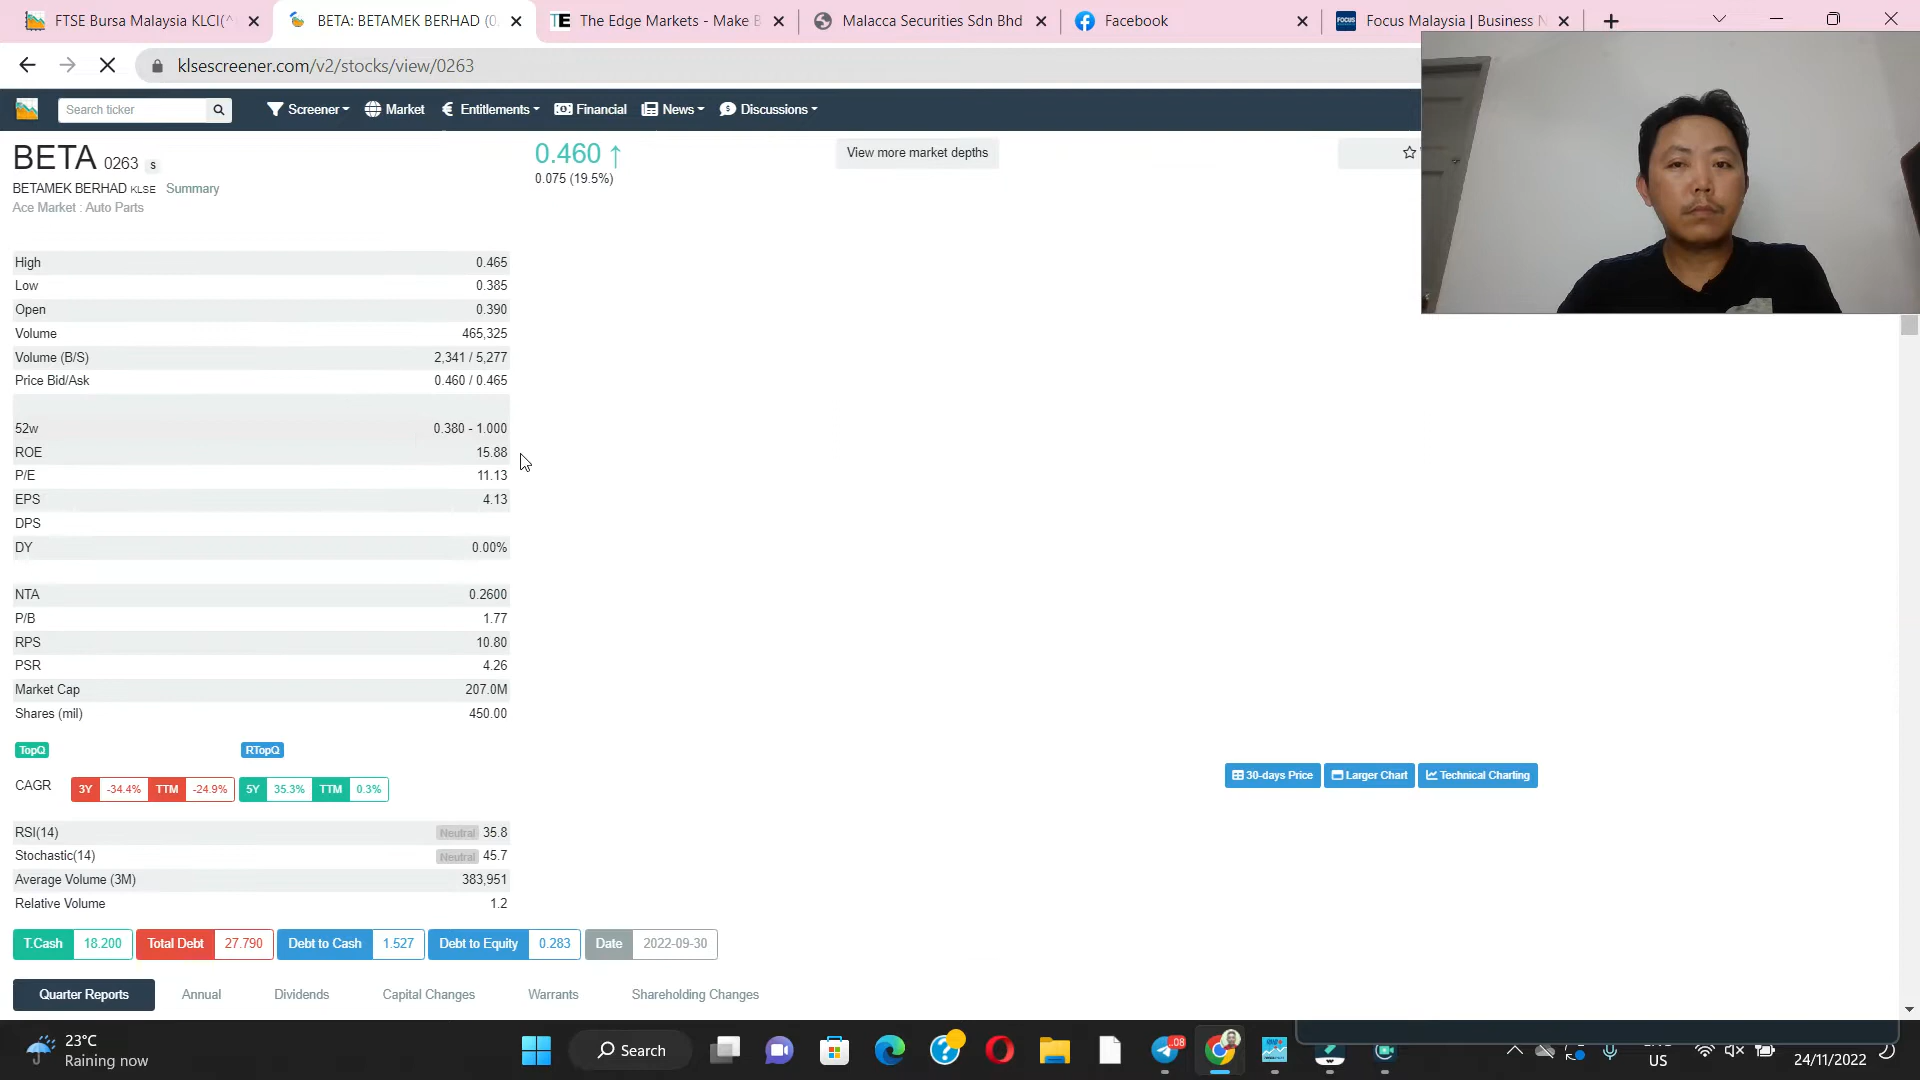 FTSE Bursa Malaysia KLCI(^
BETA: BETAMEK BERHAD (0.
TE The Edge Markets - Make B
Malacca Securities Sdn Bhd
Facebook
FOCUS Focus Malaysia | Business N
klsescreener.com/v2/stocks/view/0263
Search ticker
Screener
Market
Entitlements
Financial
News
Discussions
BETA 0263 s
0.460 ↑
View more market depths
0.075 (19.5%)
BETAMEK BERHAD KLSE Summary
Ace Market : Auto Parts
High 0.465
Low 0.385
Open 0.390
Volume 465,325
Volume (B/S) 2,341 / 5,277
Price Bid/Ask 0.460 / 0.465
52w 0.380 - 1.000
ROE 15.88
P/E 11.13
EPS 4.13
DPS
DY 0.00%
NTA 0.2600
P/B 1.77
RPS 10.80
PSR 4.26
Market Cap 207.0M
Shares (mil) 450.00
TopQ RTopQ
30-days Price Larger Chart Technical Charting
CAGR 3Y -34.4% TTM -24.9% 5Y 35.3% TTM 0.3%
RSI(14) Neutral 35.8
Stochastic(14) Neutral 45.7
Average Volume (3M) 383,951
Relative Volume 1.2
T.Cash 18.200 Total Debt 27.790 Debt to Cash 1.527 Debt to Equity 0.283 Date 2022-09-30
Quarter Reports Annual Dividends Capital Changes Warrants Shareholding Changes
23°C
Raining now
Search
.08
US
24/11/2022